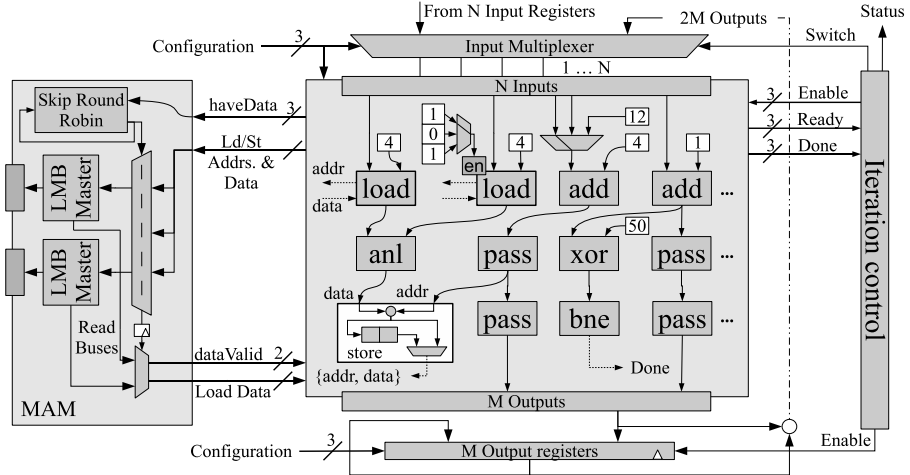 From N Input Registers
2M Outputs
Status
Configuration
3
Input Multiplexer
Switch
1 ... N
N Inputs
Skip Round
Robin
haveData
3
Ld/St
Addrs. &
Data
3
Enable
3
Ready
3
Done
Iteration control
1
0
1
en
4
4
12
4
1
addr
data
load
load
add
add
...
LMB
Master
LMB
Master
anl
pass
xor
50
pass
...
data
addr
store
{addr, data}
pass
bne
pass
...
Done
Read
Buses
dataValid
2
Load Data
MAM
M Outputs
Configuration
3
M Output registers
Enable